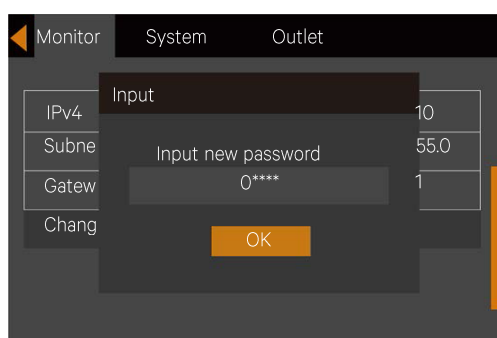 Monitor System Outlet
Input
IPv4 10
Subne 55.0
Input new password
Gatew 1
0****
Chang
OK